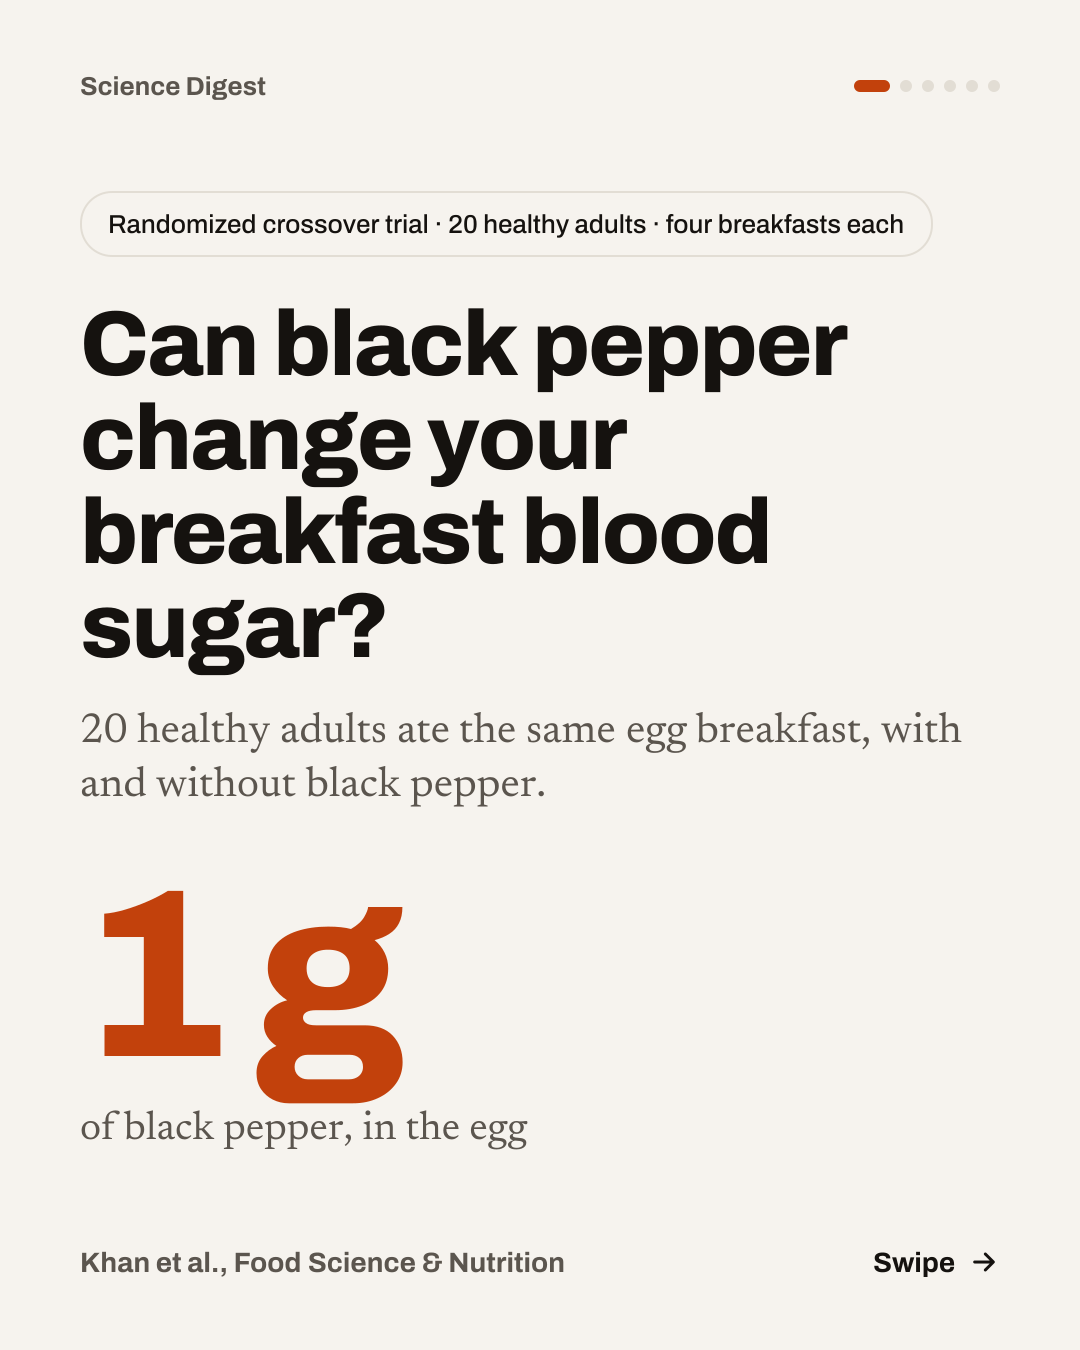 Science Digest
Randomized crossover trial · 20 healthy adults · four breakfasts each
Can black pepper
change your
breakfast blood
sugar?
20 healthy adults ate the same egg breakfast, with
and without black pepper.
1 g
of black pepper, in the egg
Khan et al., Food Science & Nutrition
Swipe →